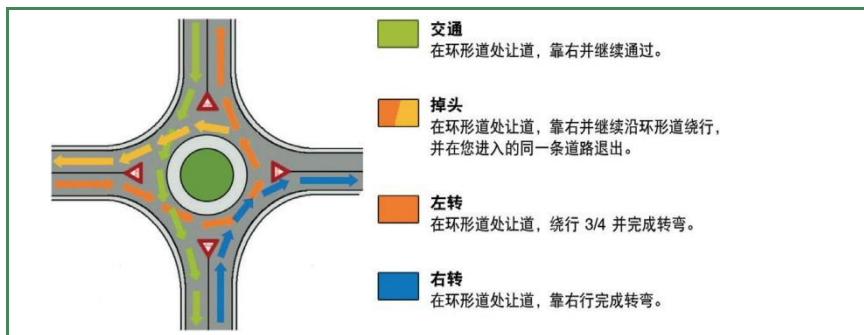 交通
在环形道处让道，靠右并继续通过。
掉头
在环形道处让道，靠右并继续沿环形道绕行，
并在您进入的同一条道路退出。
左转
在环形道处让道，绕行 3/4 并完成转弯。
右转
在环形道处让道，靠右行完成转弯。